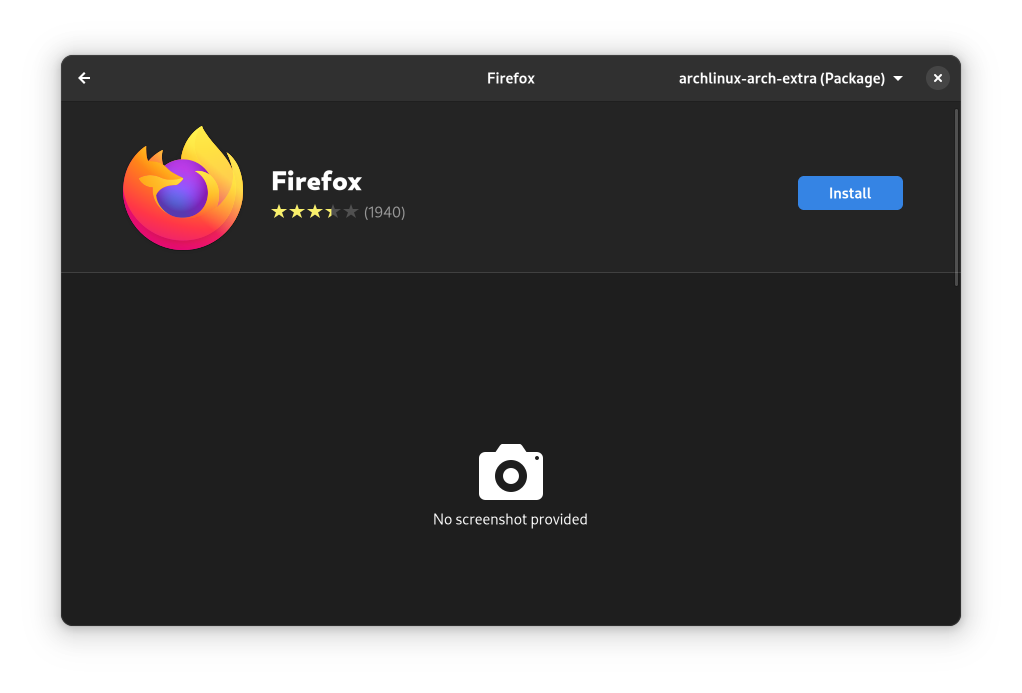 Firefox
archlinux-arch-extra (Package)
Firefox
(1940)
Install
No screenshot provided